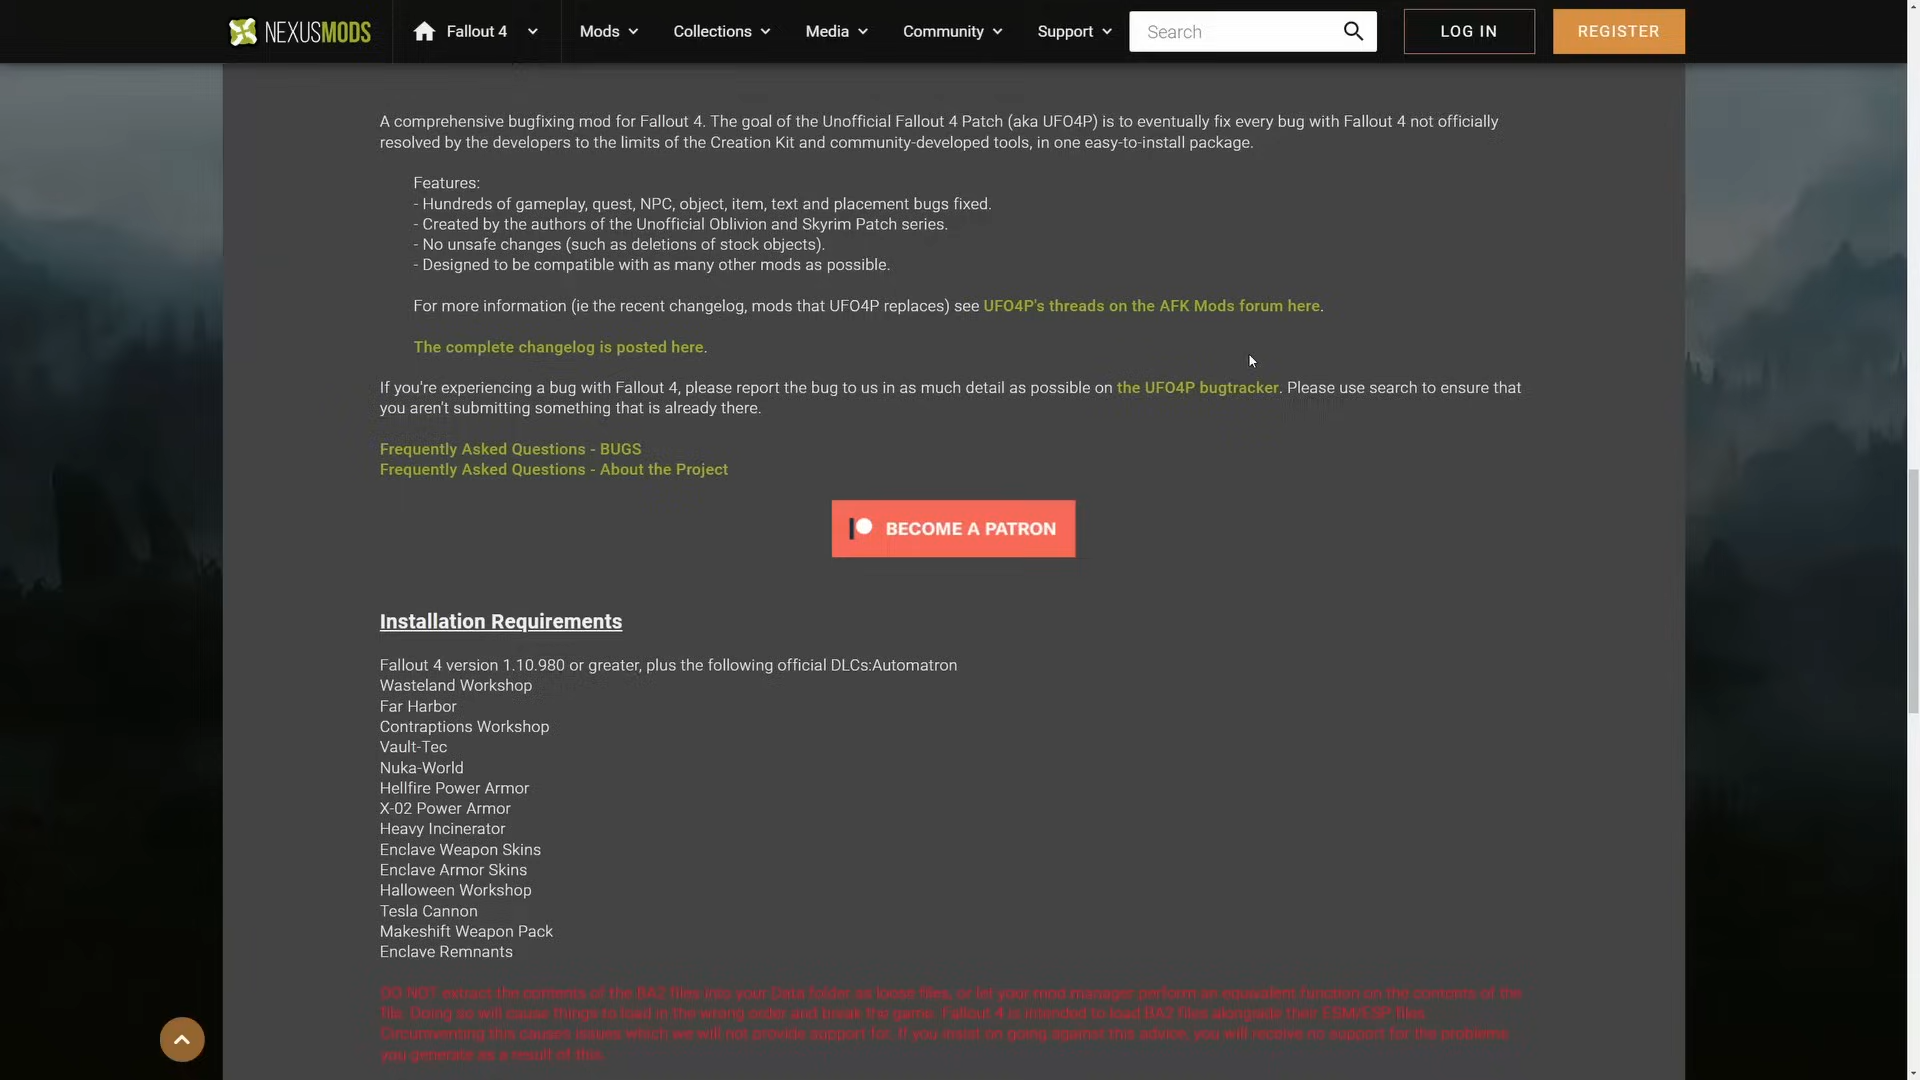 NEXUSMODS
Fallout 4
Mods
Collections
Media
Community
Support
Search
LOG IN
REGISTER
A comprehensive bugfixing mod for Fallout 4. The goal of the Unofficial Fallout 4 Patch (aka UFO4P) is to eventually fix every bug with Fallout 4 not officially
resolved by the developers to the limits of the Creation Kit and community-developed tools, in one easy-to-install package.
Features:
- Hundreds of gameplay, quest, NPC, object, item, text and placement bugs fixed.
- Created by the authors of the Unofficial Oblivion and Skyrim Patch series.
- No unsafe changes (such as deletions of stock objects).
- Designed to be compatible with as many other mods as possible.
For more information (ie the recent changelog, mods that UFO4P replaces) see UFO4P's threads on the AFK Mods forum here.
The complete changelog is posted here.
If you're experiencing a bug with Fallout 4, please report the bug to us in as much detail as possible on the UFO4P bugtracker. Please use search to ensure that
you aren't submitting something that is already there.
Frequently Asked Questions - BUGS
Frequently Asked Questions - About the Project
BECOME A PATRON
Installation Requirements
Fallout 4 version 1.10.980 or greater, plus the following official DLCs:Automatron
Wasteland Workshop
Far Harbor
Contraptions Workshop
Vault-Tec
Nuka-World
Hellfire Power Armor
X-02 Power Armor
Heavy Incinerator
Enclave Weapon Skins
Enclave Armor Skins
Halloween Workshop
Tesla Cannon
Makeshift Weapon Pack
Enclave Remnants
DO NOT extract the contents of the BA2 files into your Data folder as loose files, or let your mod manager perform an equivalent function on the contents of the
file. Doing so will cause things to load in the wrong order and break the game. Fallout 4 is intended to load BA2 files alongside their ESM/ESP files.
Circumventing this causes issues which we will not provide support for. If you insist on going against this advice, you will receive no support for the problems
you generate as a result of this.